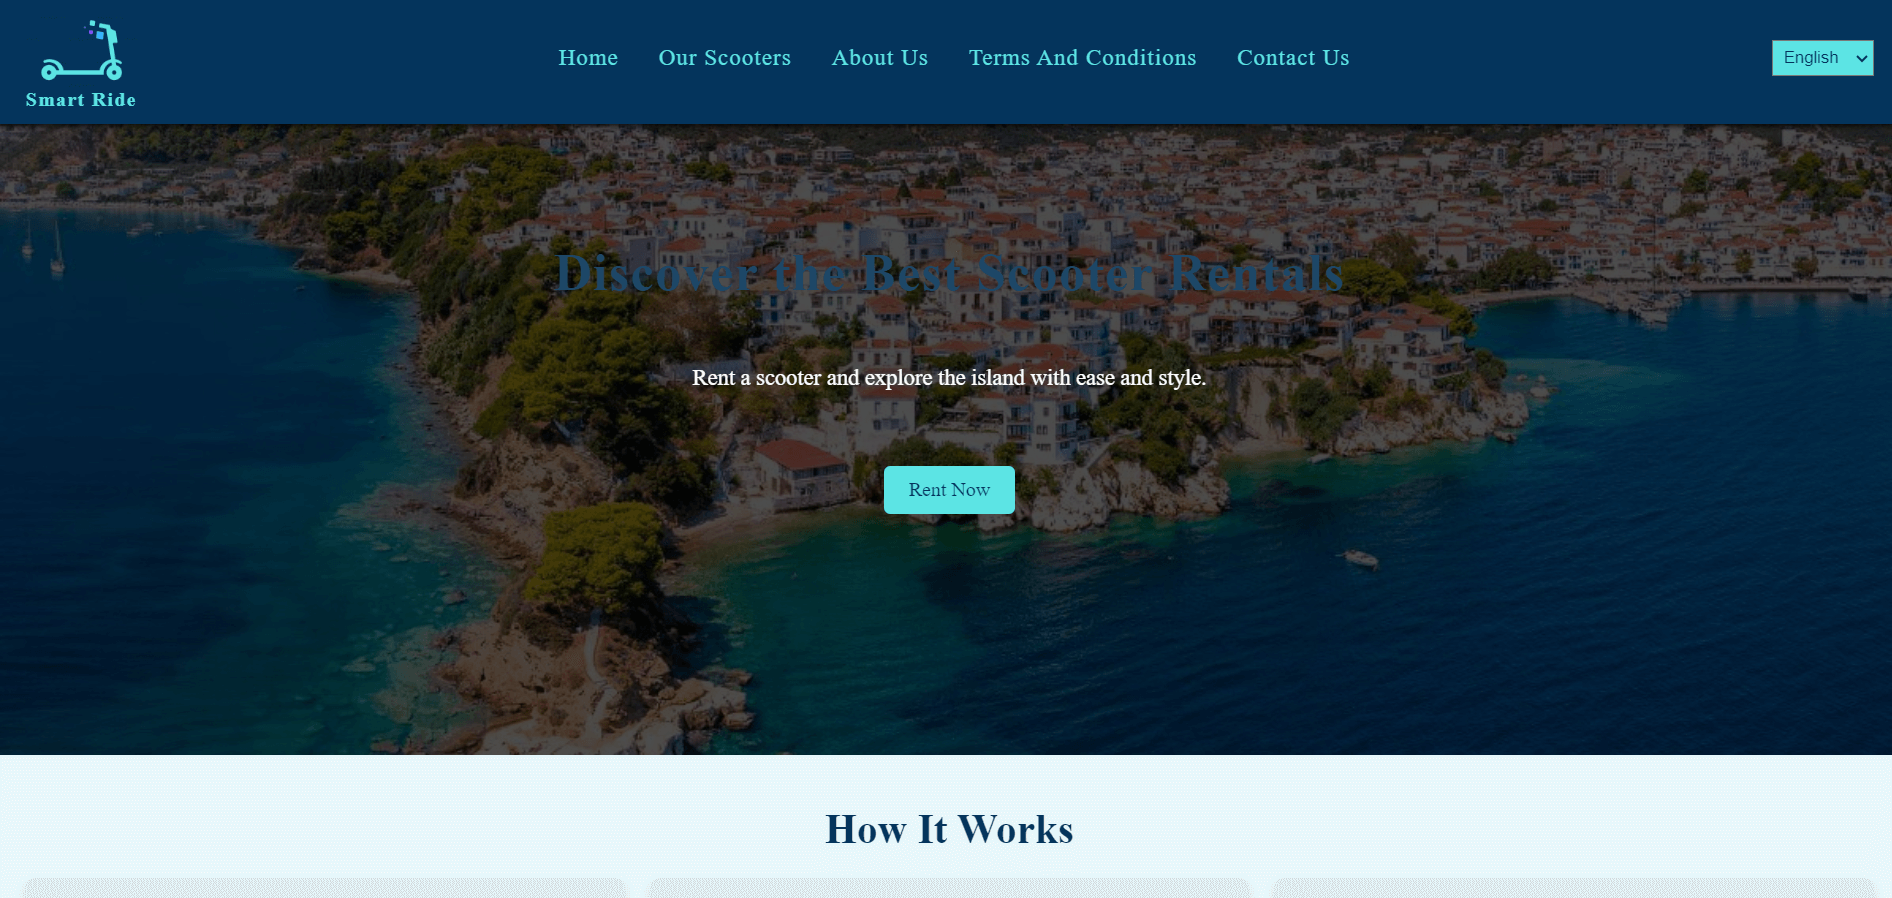 Smart Ride
Home
Our Scooters
About Us
Terms And Conditions
Contact Us
English
Discover the Best Scooter Rentals
Rent a scooter and explore the island with ease and style.
Rent Now
How It Works